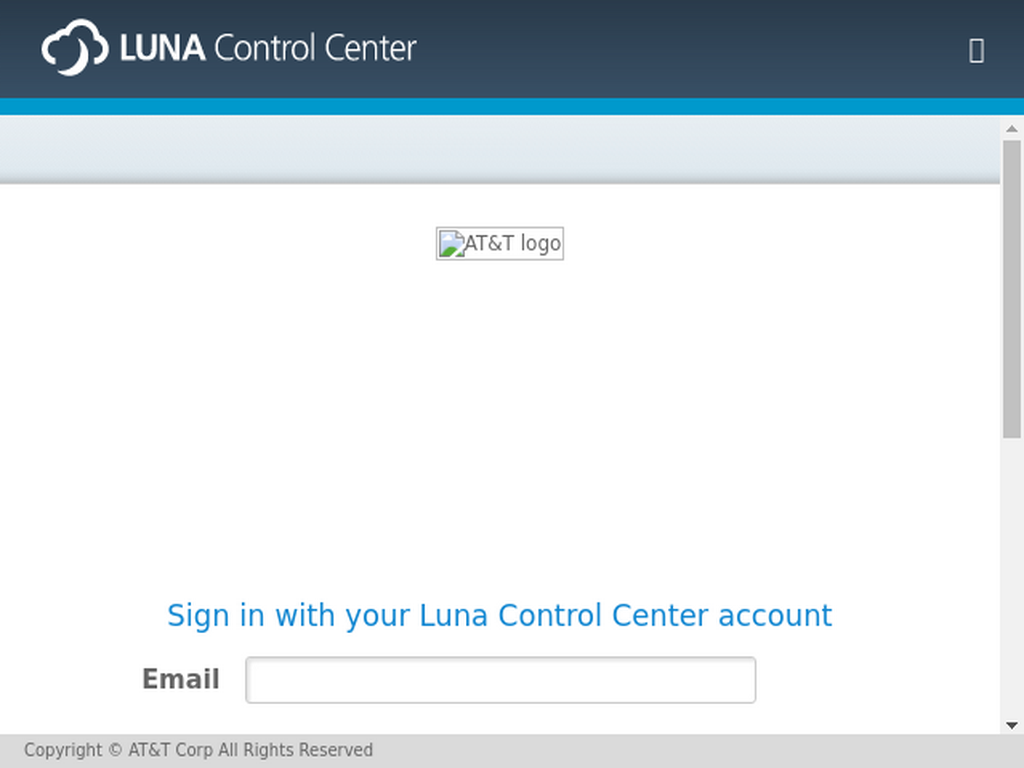 LUNA Control Center
AT&T logo
Sign in with your Luna Control Center account
Email
Copyright © AT&T Corp All Rights Reserved